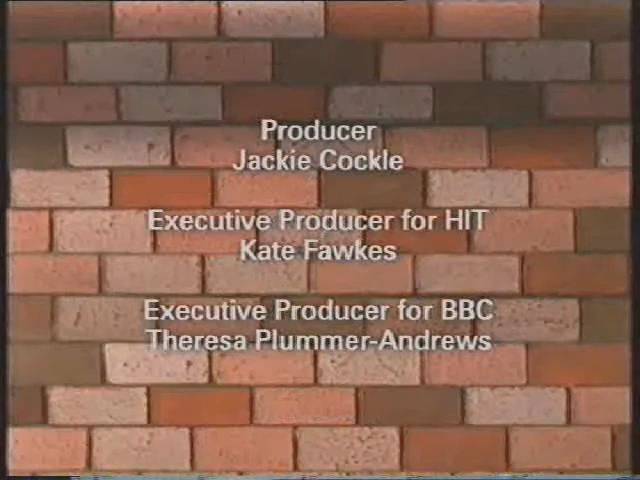 Producer
Jackie Cockle
Executive Producer for HIT
Kate Fawkes
Executive Producer for BBC
Theresa Plummer-Andrews